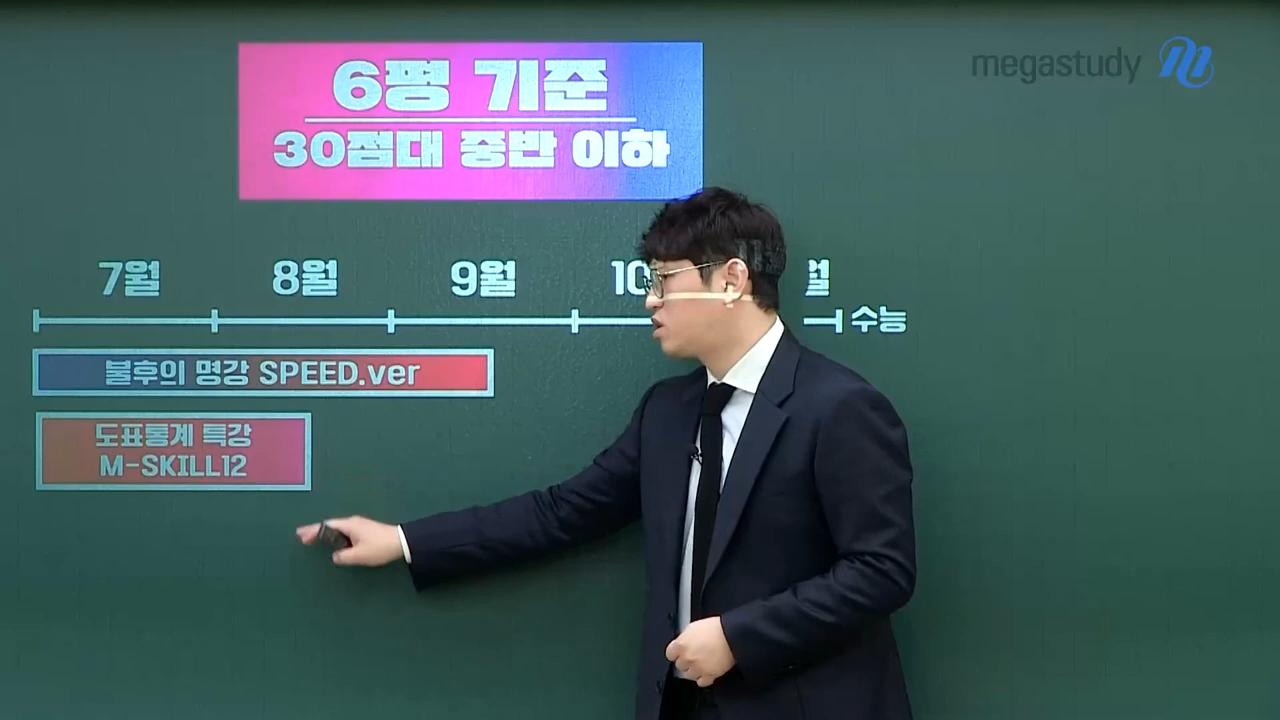 megastudy
6평 기준
30점대 중반 이하
7월 8월 9월 10
수능
불후의 명강 SPEED.ver
도표통계 특강
M-SKILL12